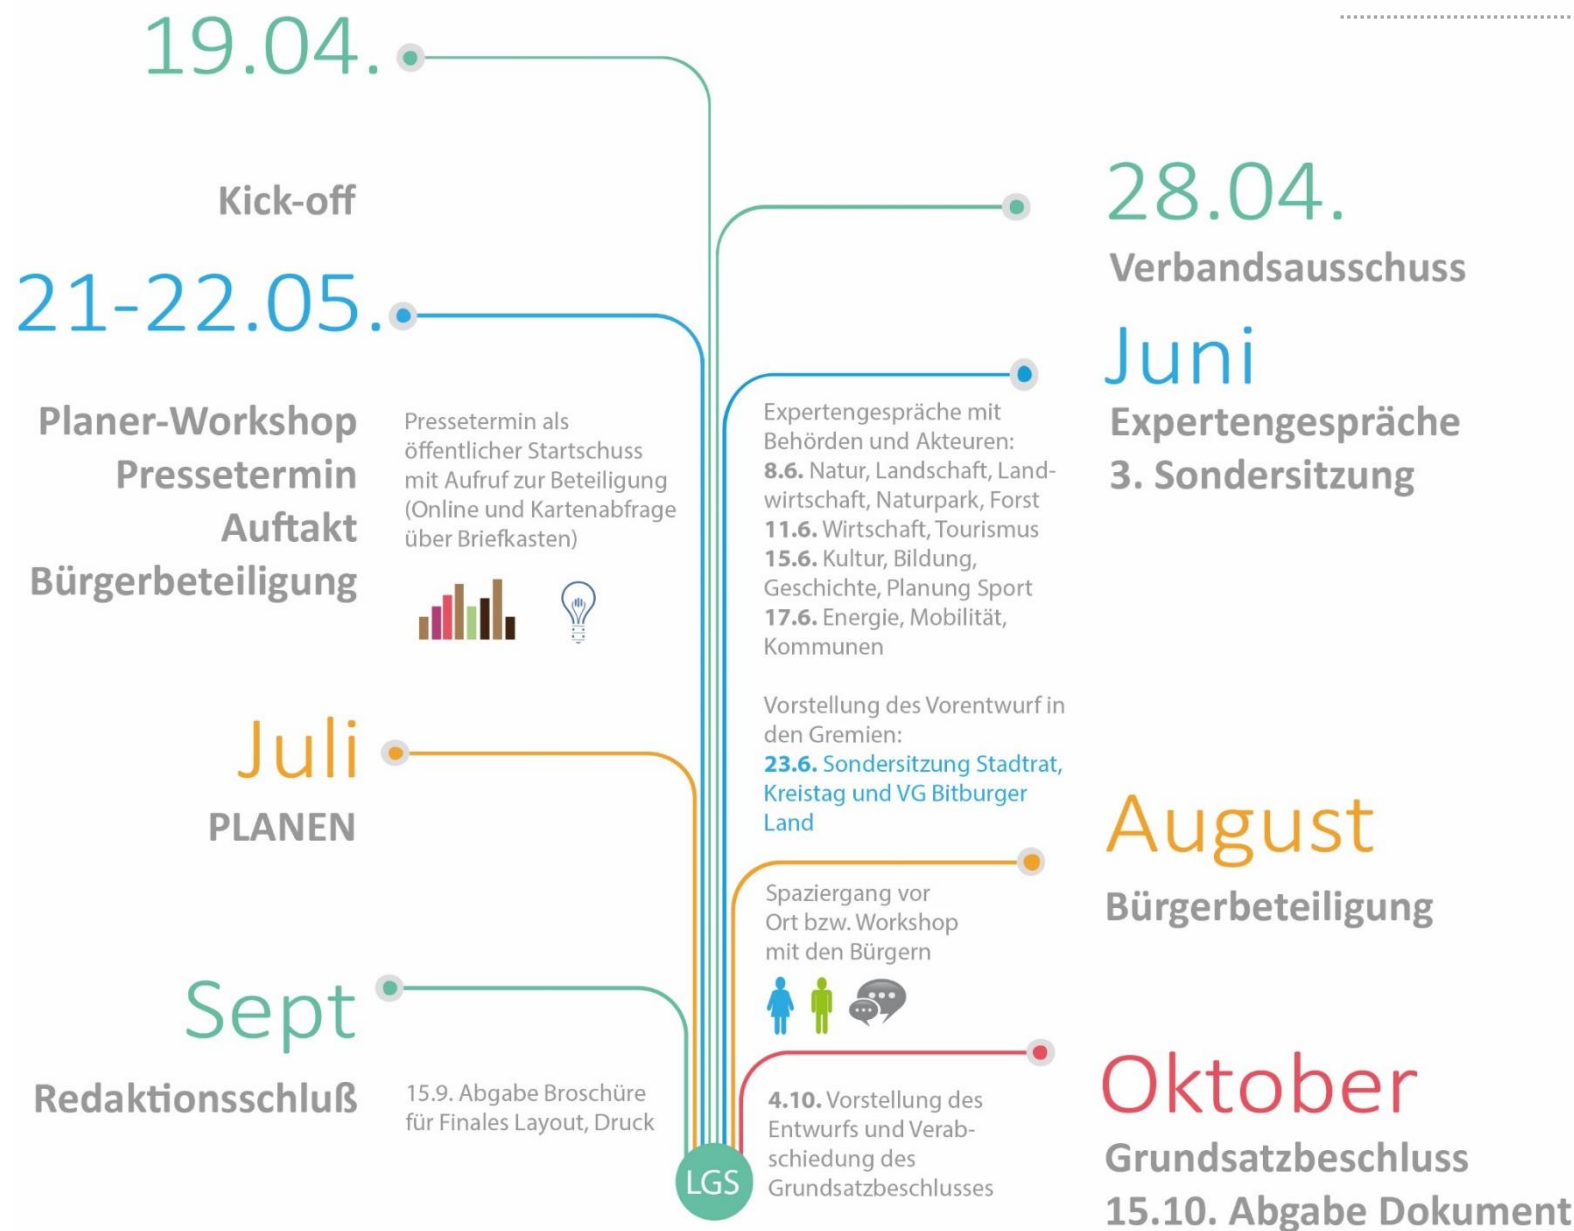 19.04.
Kick-off
28.04.
Verbandsausschuss
21-22.05.
Planer-Workshop
Pressetermin
Auftakt
Bürgerbeteiligung
Pressetermin als
öffentlicher Startschuss
mit Aufruf zur Beteiligung
(Online und Kartenabfrage
über Briefkasten)
Juni
Expertengespräche
3. Sondersitzung
Expertengespräche mit
Behörden und Akteuren:
8.6. Natur, Landschaft, Land-
wirtschaft, Naturpark, Forst
11.6. Wirtschaft, Tourismus
15.6. Kultur, Bildung,
Geschichte, Planung Sport
17.6. Energie, Mobilität,
Kommunen
Vorstellung des Vorentwurf in
den Gremien:
23.6. Sondersitzung Stadtrat,
Kreistag und VG Bitburger
Land
Juli
PLANEN
August
Bürgerbeteiligung
Spaziergang vor
Ort bzw. Workshop
mit den Bürgern
Sept
Redaktionsschluß
15.9. Abgabe Broschüre
für Finales Layout, Druck
Oktober
Grundsatzbeschluss
15.10. Abgabe Dokument
4.10. Vorstellung des
Entwurfs und Verab-
schiedung des
Grundsatzbeschlusses
LGS